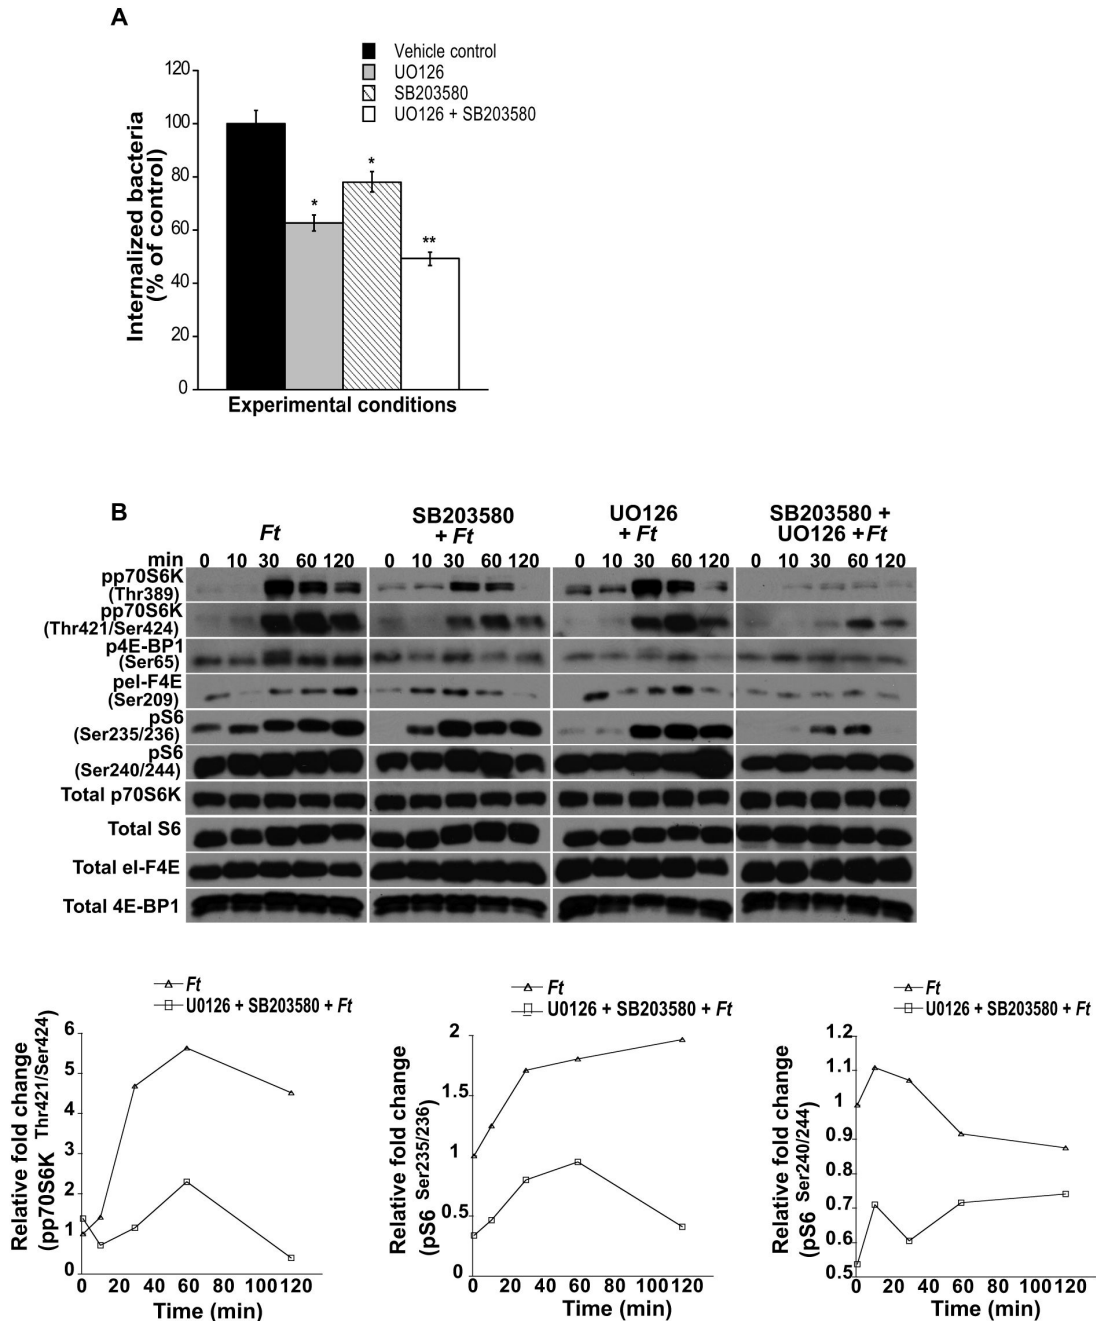 A
Vehicle control
UO126
SB203580
UO126 + SB203580
120
100
80
60
40
20
0
Internalized bacteria
(% of control)
*
*
**
Experimental conditions
B
Ft
SB203580
+ Ft
UO126
+ Ft
SB203580 +
UO126 +Ft
min 0 10 30 60 120 0 10 30 60 120 0 10 30 60 120 0 10 30 60 120
pp70S6K
(Thr389)
pp70S6K
(Thr421/Ser424)
p4E-BP1
(Ser65)
peI-F4E
(Ser209)
pS6
(Ser235/236)
pS6
(Ser240/244)
Total p70S6K
Total S6
Total eI-F4E
Total 4E-BP1
Ft
U0126 + SB203580 + Ft
6
5
4
3
2
1
0
Relative fold change
(pp70S6K Thr421/Ser424)
0 20 40 60 80 100 120
Time (min)
Ft
U0126 + SB203580 + Ft
2
1.5
1
0.5
0
Relative fold change
(pS6 Ser235/236)
0 20 40 60 80 100 120
Time (min)
Ft
U0126 + SB203580 + Ft
1.2
1.1
1
0.9
0.8
0.7
0.6
0.5
Relative fold change
(pS6 Ser240/244)
0 20 40 60 80 100 120
Time (min)